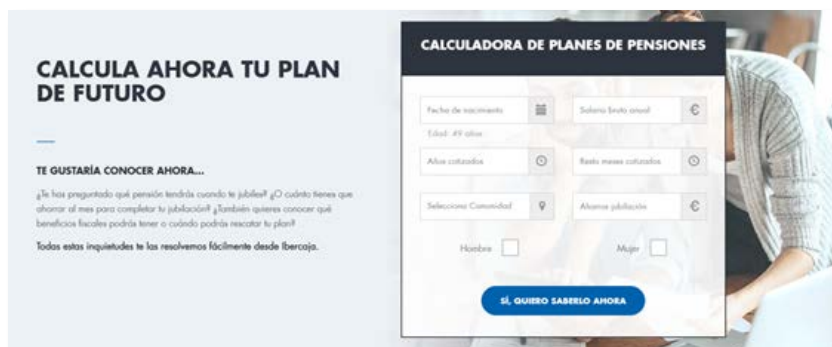 CALCULA AHORA TU PLAN
DE FUTURO
TE GUSTARÍA CONOCER AHORA...
¿Te has preguntado qué pensión tendrás cuando te jubiles? ¿O cuánto tienes que
ahorrar al mes para completar tu jubilación? ¿También quieres conocer qué
beneficios fiscales podrás tener o cuándo podrás rescatar tu plan?
Todas estas inquietudes te las resolvemos fácilmente desde Ibercaja.
CALCULADORA DE PLANES DE PENSIONES
Fecha de nacimiento
Salario bruto anual €
Edad: 49 años
Años cotizados
Resto meses cotizados
Selecciona Comunidad
Ahorros jubilación €
Hombre
Mujer
SÍ, QUIERO SABERLO AHORA